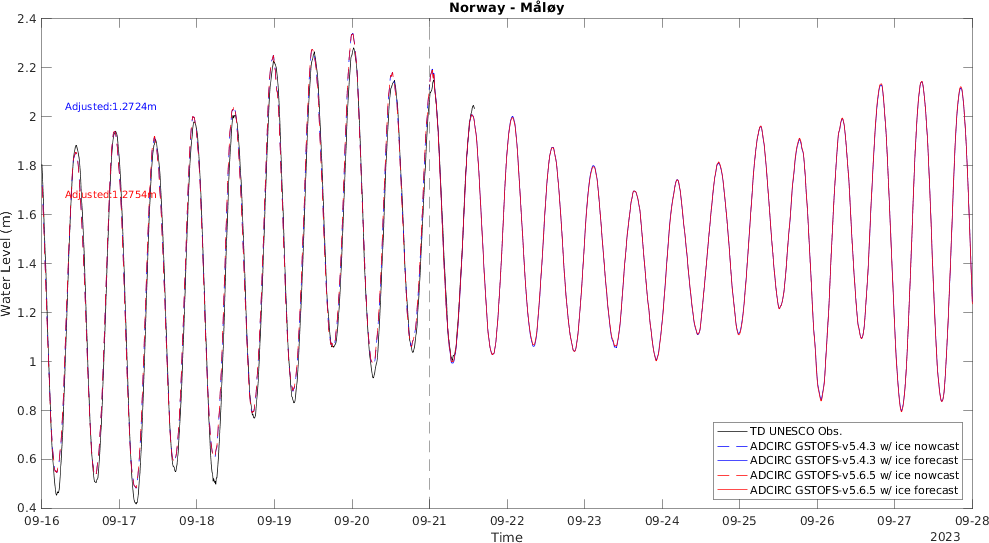 Norway - Måløy
2.4
2.2
2
1.8
1.6
1.4
1.2
1
0.8
0.6
0.4
Water Level (m)
Adjusted:1.2724m
Adjusted:1.2754m
TD UNESCO Obs.
ADCIRC GSTOFS-v5.4.3 w/ ice nowcast
ADCIRC GSTOFS-v5.4.3 w/ ice forecast
ADCIRC GSTOFS-v5.6.5 w/ ice nowcast
ADCIRC GSTOFS-v5.6.5 w/ ice forecast
09-16 09-17 09-18 09-19 09-20 09-21 09-22 09-23 09-24 09-25 09-26 09-27 09-28
Time
2023